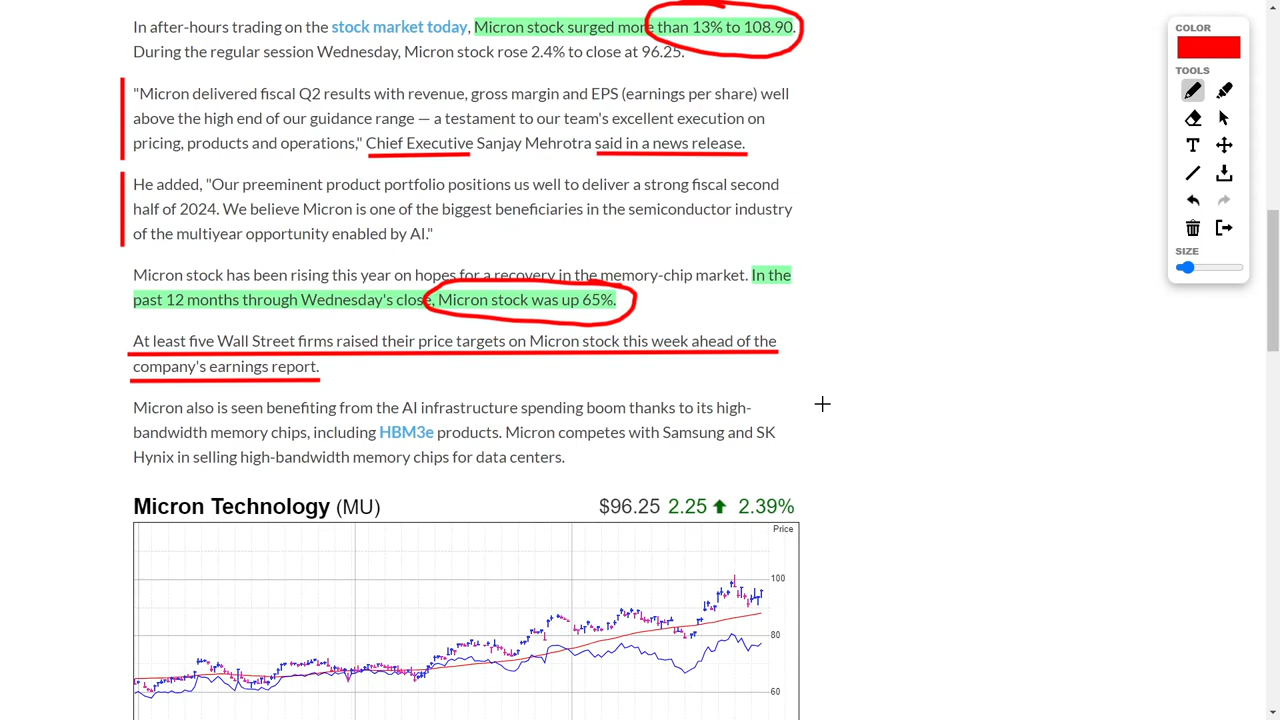 In after-hours trading on the stock market today, Micron stock surged more than 13% to 108.90.
During the regular session Wednesday, Micron stock rose 2.4% to close at 96.25.
"Micron delivered fiscal Q2 results with revenue, gross margin and EPS (earnings per share) well
above the high end of our guidance range — a testament to our team's excellent execution on
pricing, products and operations," Chief Executive Sanjay Mehrotra said in a news release.
He added, "Our preeminent product portfolio positions us well to deliver a strong fiscal second
half of 2024. We believe Micron is one of the biggest beneficiaries in the semiconductor industry
of the multiyear opportunity enabled by AI."
Micron stock has been rising this year on hopes for a recovery in the memory-chip market. In the
past 12 months through Wednesday's close, Micron stock was up 65%.
At least five Wall Street firms raised their price targets on Micron stock this week ahead of the
company's earnings report.
Micron also is seen benefiting from the AI infrastructure spending boom thanks to its high-
bandwidth memory chips, including HBM3e products. Micron competes with Samsung and SK
Hynix in selling high-bandwidth memory chips for data centers.
Micron Technology (MU) $96.25 2.25 2.39%
Price
100
80
60
COLOR
TOOLS
T
SIZE